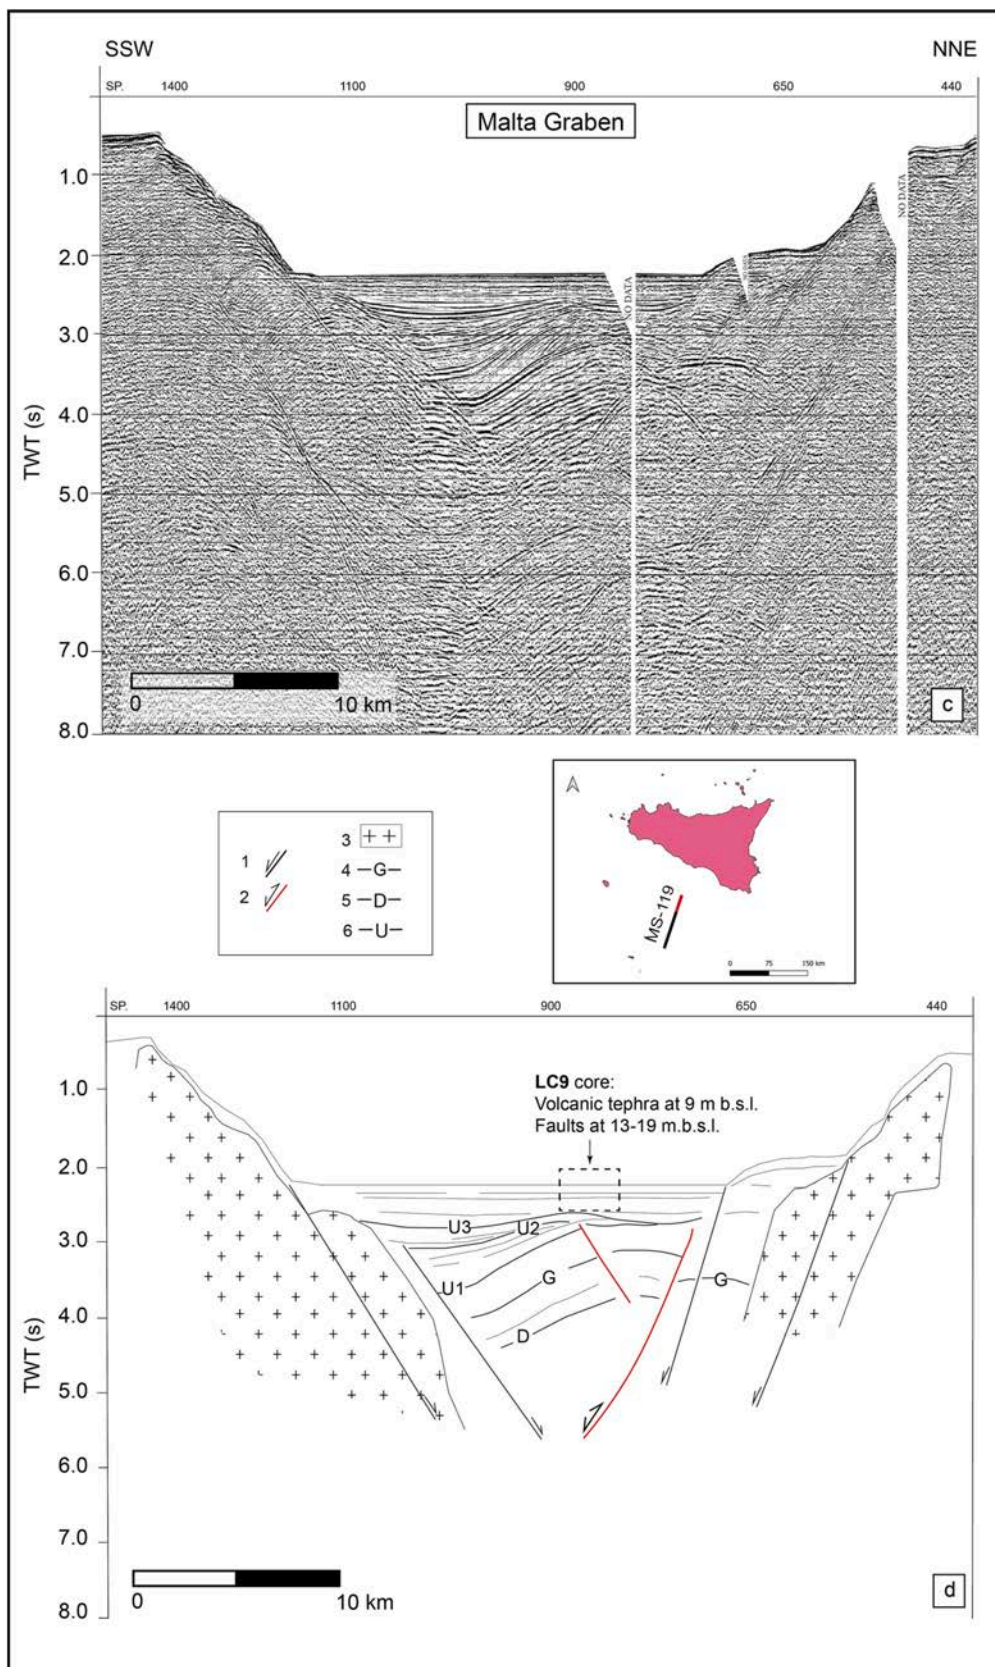 SSW NNE
SP. 1400 1100 900 650 440
Malta Graben
1.0
2.0
3.0
4.0
5.0
6.0
7.0
8.0
TWT (s)
NO DATA
NO DATA
0 10 km
c
1
2
3 + +
4 —G—
5 —D—
6 —U—
MS-119
0 75 150 km
SP. 1400 1100 900 650 440
LC9 core:
Volcanic tephra at 9 m b.s.l.
Faults at 13-19 m.b.s.l.
1.0
2.0
3.0
4.0
5.0
6.0
7.0
8.0
TWT (s)
U3 U2
U1 G G
D
0 10 km
d